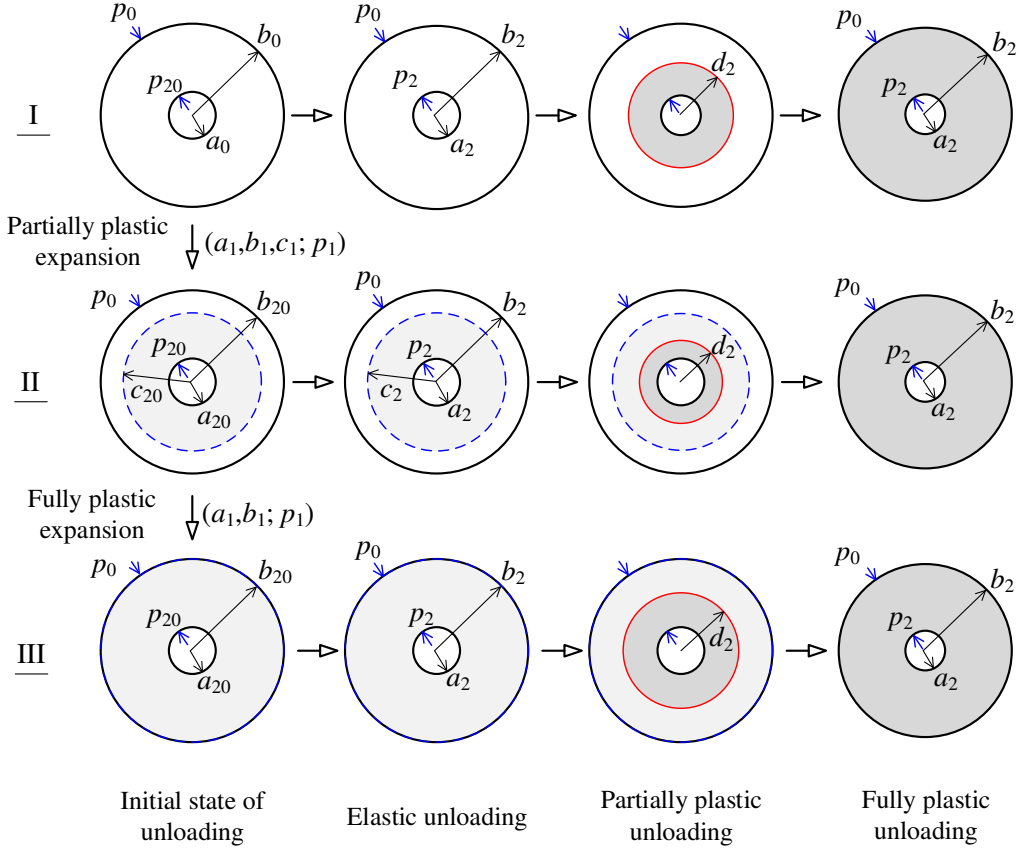 p0 b0 p20 a0
p0 b2 p2 a2
d2
p0 b2 p2 a2
I
Partially plastic
expansion
(a1,b1,c1; p1)
p0 b20 p20 c20 a20
p0 b2 p2 c2 a2
d2
p0 b2 p2 a2
II
Fully plastic
expansion
(a1,b1; p1)
p0 b20 p20 a20
p0 b2 p2 a2
d2
p0 b2 p2 a2
III
Initial state of
unloading
Elastic unloading
Partially plastic
unloading
Fully plastic
unloading